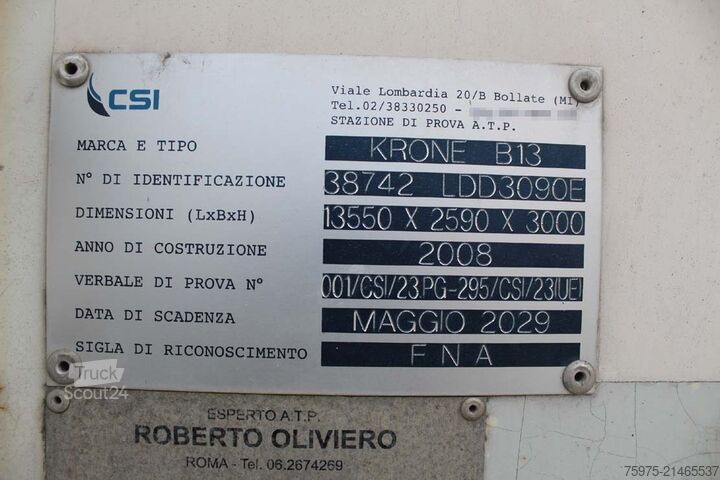 CSI
Viale Lombardia 20/B Bollate (MI)
Tel.02/38330250 -
STAZIONE DI PROVA A.T.P.
MARCA E TIPO KRONE B13
N° DI IDENTIFICAZIONE 38742 LDD3090E
DIMENSIONI (LxBxH) 13550 X 2590 X 3000
ANNO DI COSTRUZIONE 2008
VERBALE DI PROVA N° 001/CSI/23.PG-295/CSI/23(UE)
DATA DI SCADENZA MAGGIO 2029
SIGLA DI RICONOSCIMENTO FNA
Truck
Scout24
ESPERTO A.T.P.
ROBERTO OLIVIERO
ROMA - Tel. 06.2674269
75975-21465537